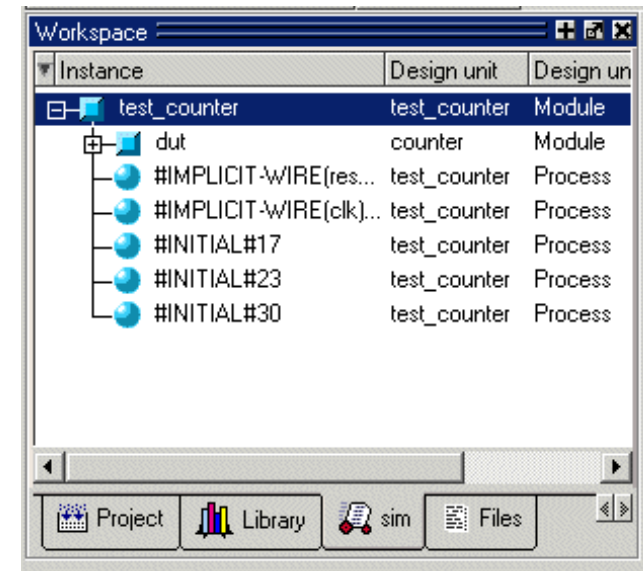 Workspace
Instance Design unit Design un
test_counter test_counter Module
dut counter Module
#IMPLICIT-WIRE(res... test_counter Process
#IMPLICIT-WIRE(clk)... test_counter Process
#INITIAL#17 test_counter Process
#INITIAL#23 test_counter Process
#INITIAL#30 test_counter Process
Project Library sim Files